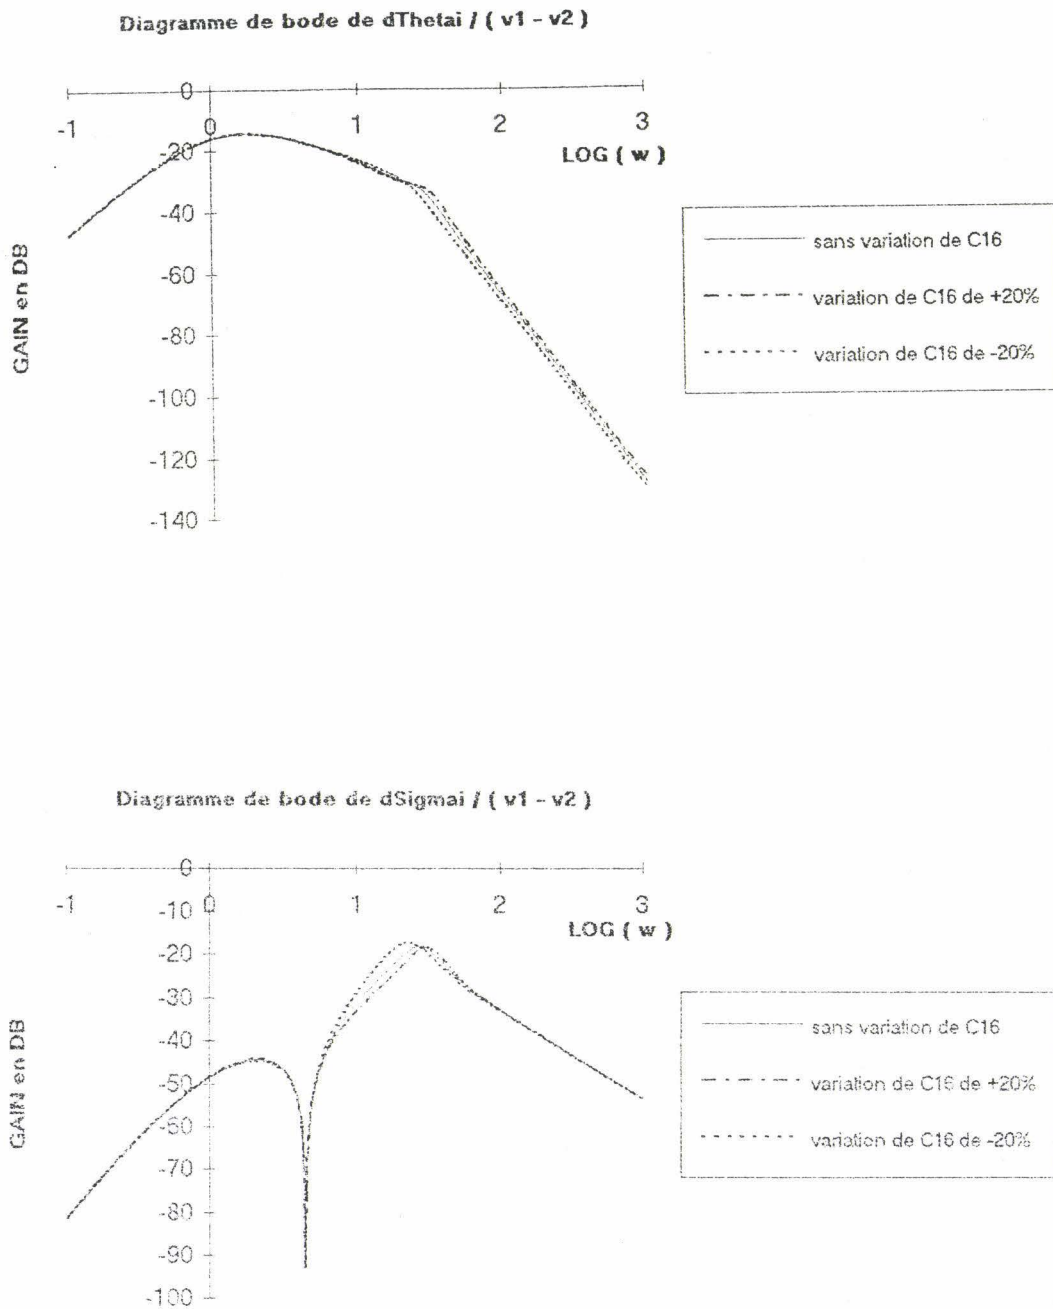 Diagramme de bode de dThetai / ( v1 - v2 )
0
-1 0 1 2 3
-20
LOG ( w )
-40
-60
-80
-100
-120
-140
GAIN en DB
sans variation de C16
variation de C16 de +20%
variation de C16 de -20%
Diagramme de bode de dSigmai / ( v1 - v2 )
0
-1 0 1 2 3
-10
LOG ( w )
-20
-30
-40
-50
-60
-70
-80
-90
-100
GAIN en DB
sans variation de C16
variation de C16 de +20%
variation de C16 de -20%